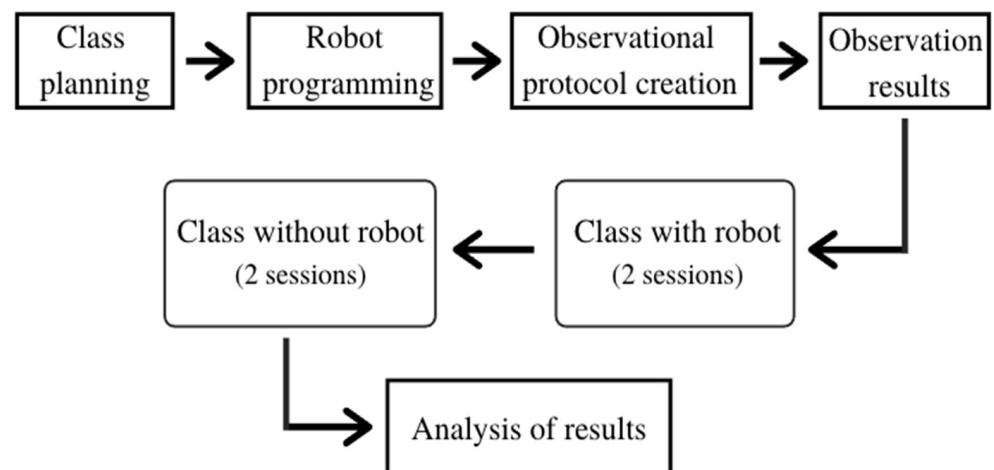 Class
planning
Robot
programming
Observational
protocol creation
Observation
results
Class with robot
(2 sessions)
Class without robot
(2 sessions)
Analysis of results